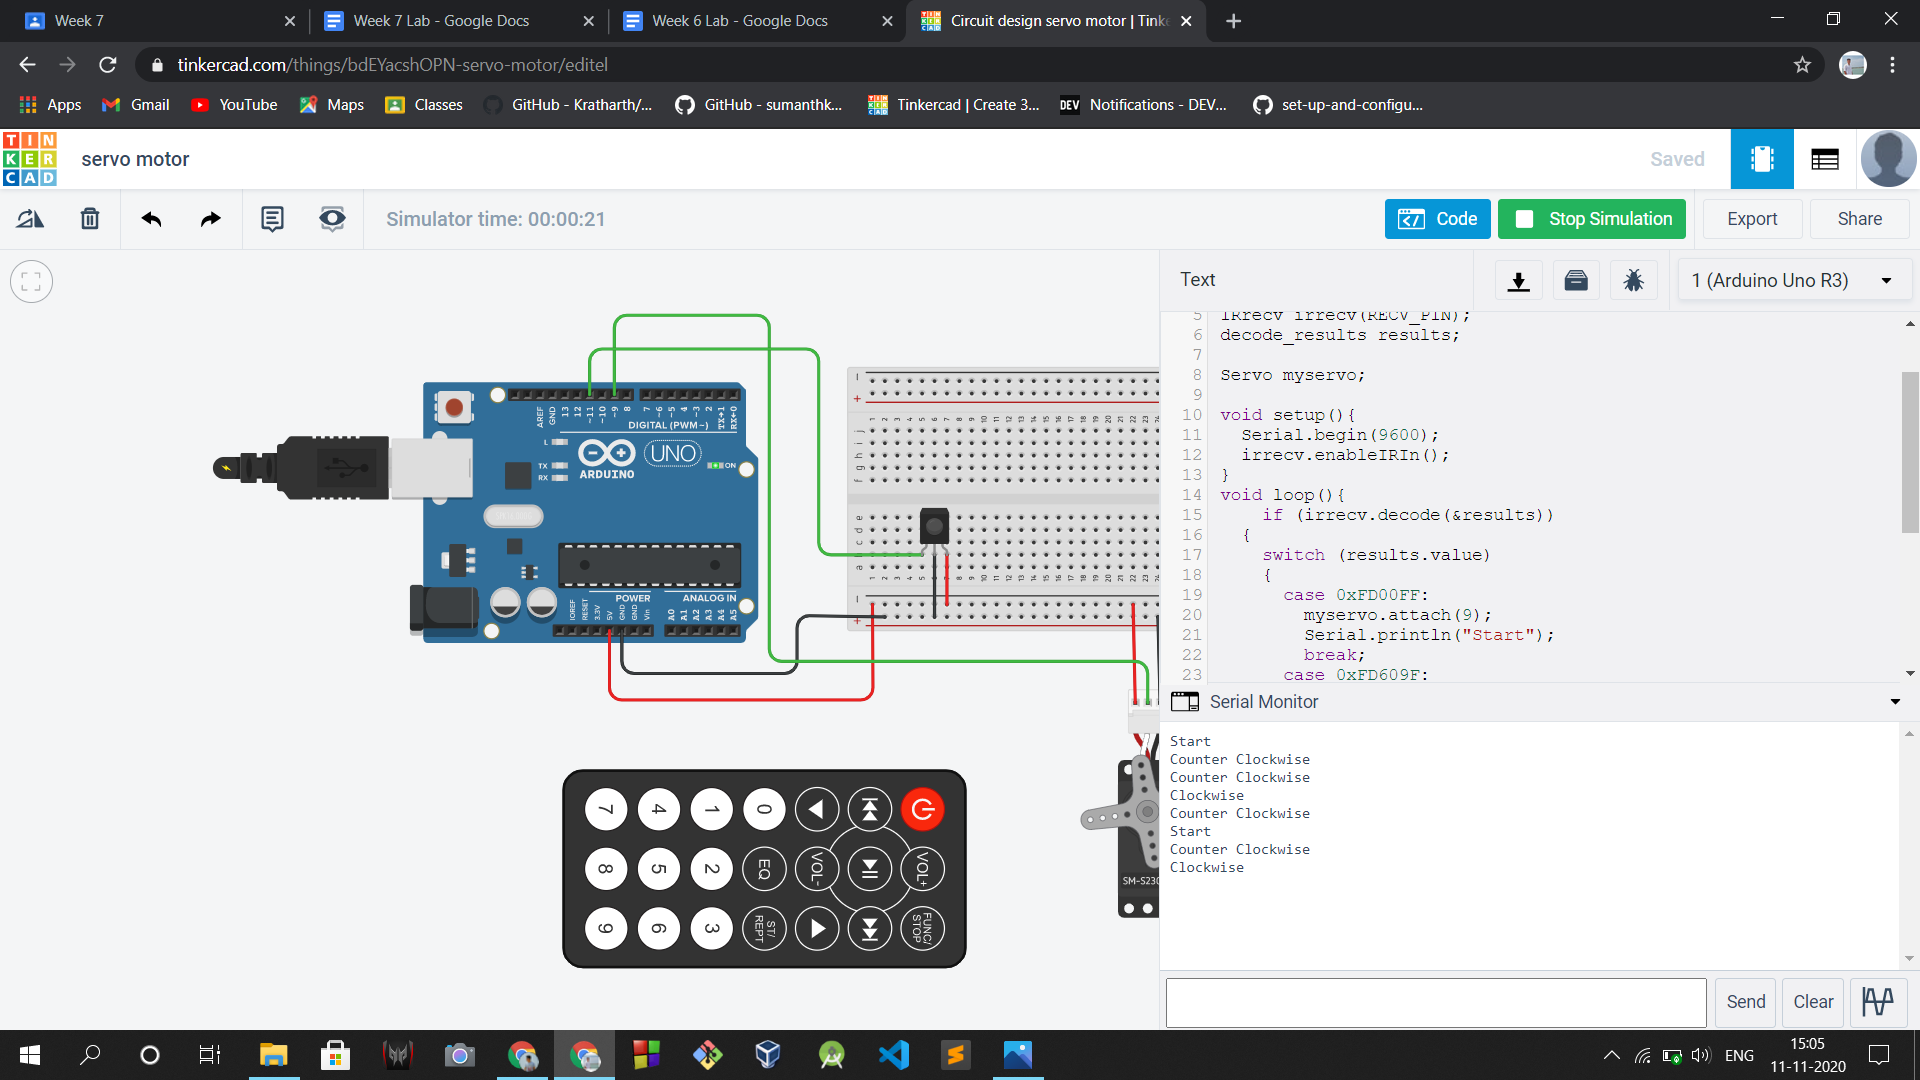 Week 7
Week 7 Lab - Google Docs
Week 6 Lab - Google Docs
Circuit design servo motor | Tinke
tinkercad.com/things/bdEYacshOPN-servo-motor/editel
Apps
Gmail
YouTube
Maps
Classes
GitHub - Kratharth/...
GitHub - sumanthk...
Tinkercad | Create 3...
DEV
Notifications - DEV...
set-up-and-configu...
TIN
KER
CAD
servo motor
Saved
Simulator time: 00:00:21
Code
Stop Simulation
Export
Share
Text
1 (Arduino Uno R3)
5 IRrecv irrecv(RECV_PIN);
6 decode_results results;
7
8 Servo myservo;
9
10 void setup(){
11 Serial.begin(9600);
12 irrecv.enableIRIn();
13 }
14 void loop(){
15 if (irrecv.decode(&results))
16 {
17 switch (results.value)
18 {
19 case 0xFD00FF:
20 myservo.attach(9);
21 Serial.println("Start");
22 break;
23 case 0xFD609F:
AREF
GND
13
12
~11
~10
~9
8
7
~6
~5
4
~3
2
TX→1
RX←0
DIGITAL (PWM~)
L
TX
RX
ARDUINO
UNO
ON
POWER
ANALOG IN
IOREF
RESET
3.3V
5V
GND
GND
Vin
A0
A1
A2
A3
A4
A5
SM-S230
7
4
1
0
8
5
2
EQ
VOL-
VOL+
9
6
3
ST/
REPT
FUNC/
STOP
Serial Monitor
Start
Counter Clockwise
Counter Clockwise
Clockwise
Counter Clockwise
Start
Counter Clockwise
Clockwise
Send
Clear
ENG
15:05
11-11-2020